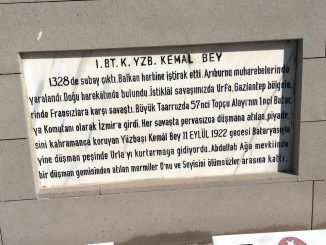 1. BT. K. YZB. KEMAL BEY
1328 de subay çıktı. Balkan harbine iştirak etti. Arıburnu muharebelerinde
yaralandı. Doğu harekâtında bulundu. İstiklâl savaşımızda Urfa, Gaziantep bölgele,
rinde Fransızlara karşı savaştı. Büyük Taarruzda 57nci Topçu Alayı'nın 1nci Batar,
ya Komutanı olarak İzmir'e girdi. Her savaşta pervasızca düşmana atılan, piyade,
sini kahramanca koruyan Yüzbaşı Kemâl Bey 11 EYLÜL 1922 gecesi Bataryasıyla
yine düşman peşinde Urla'yı kurtarmaya gidiyordu. Abdullah Ağa mevkiinde
bir düşman gemisinden atılan mermiler O'nu ve Seyisini ölümsüzler arasına kattı.